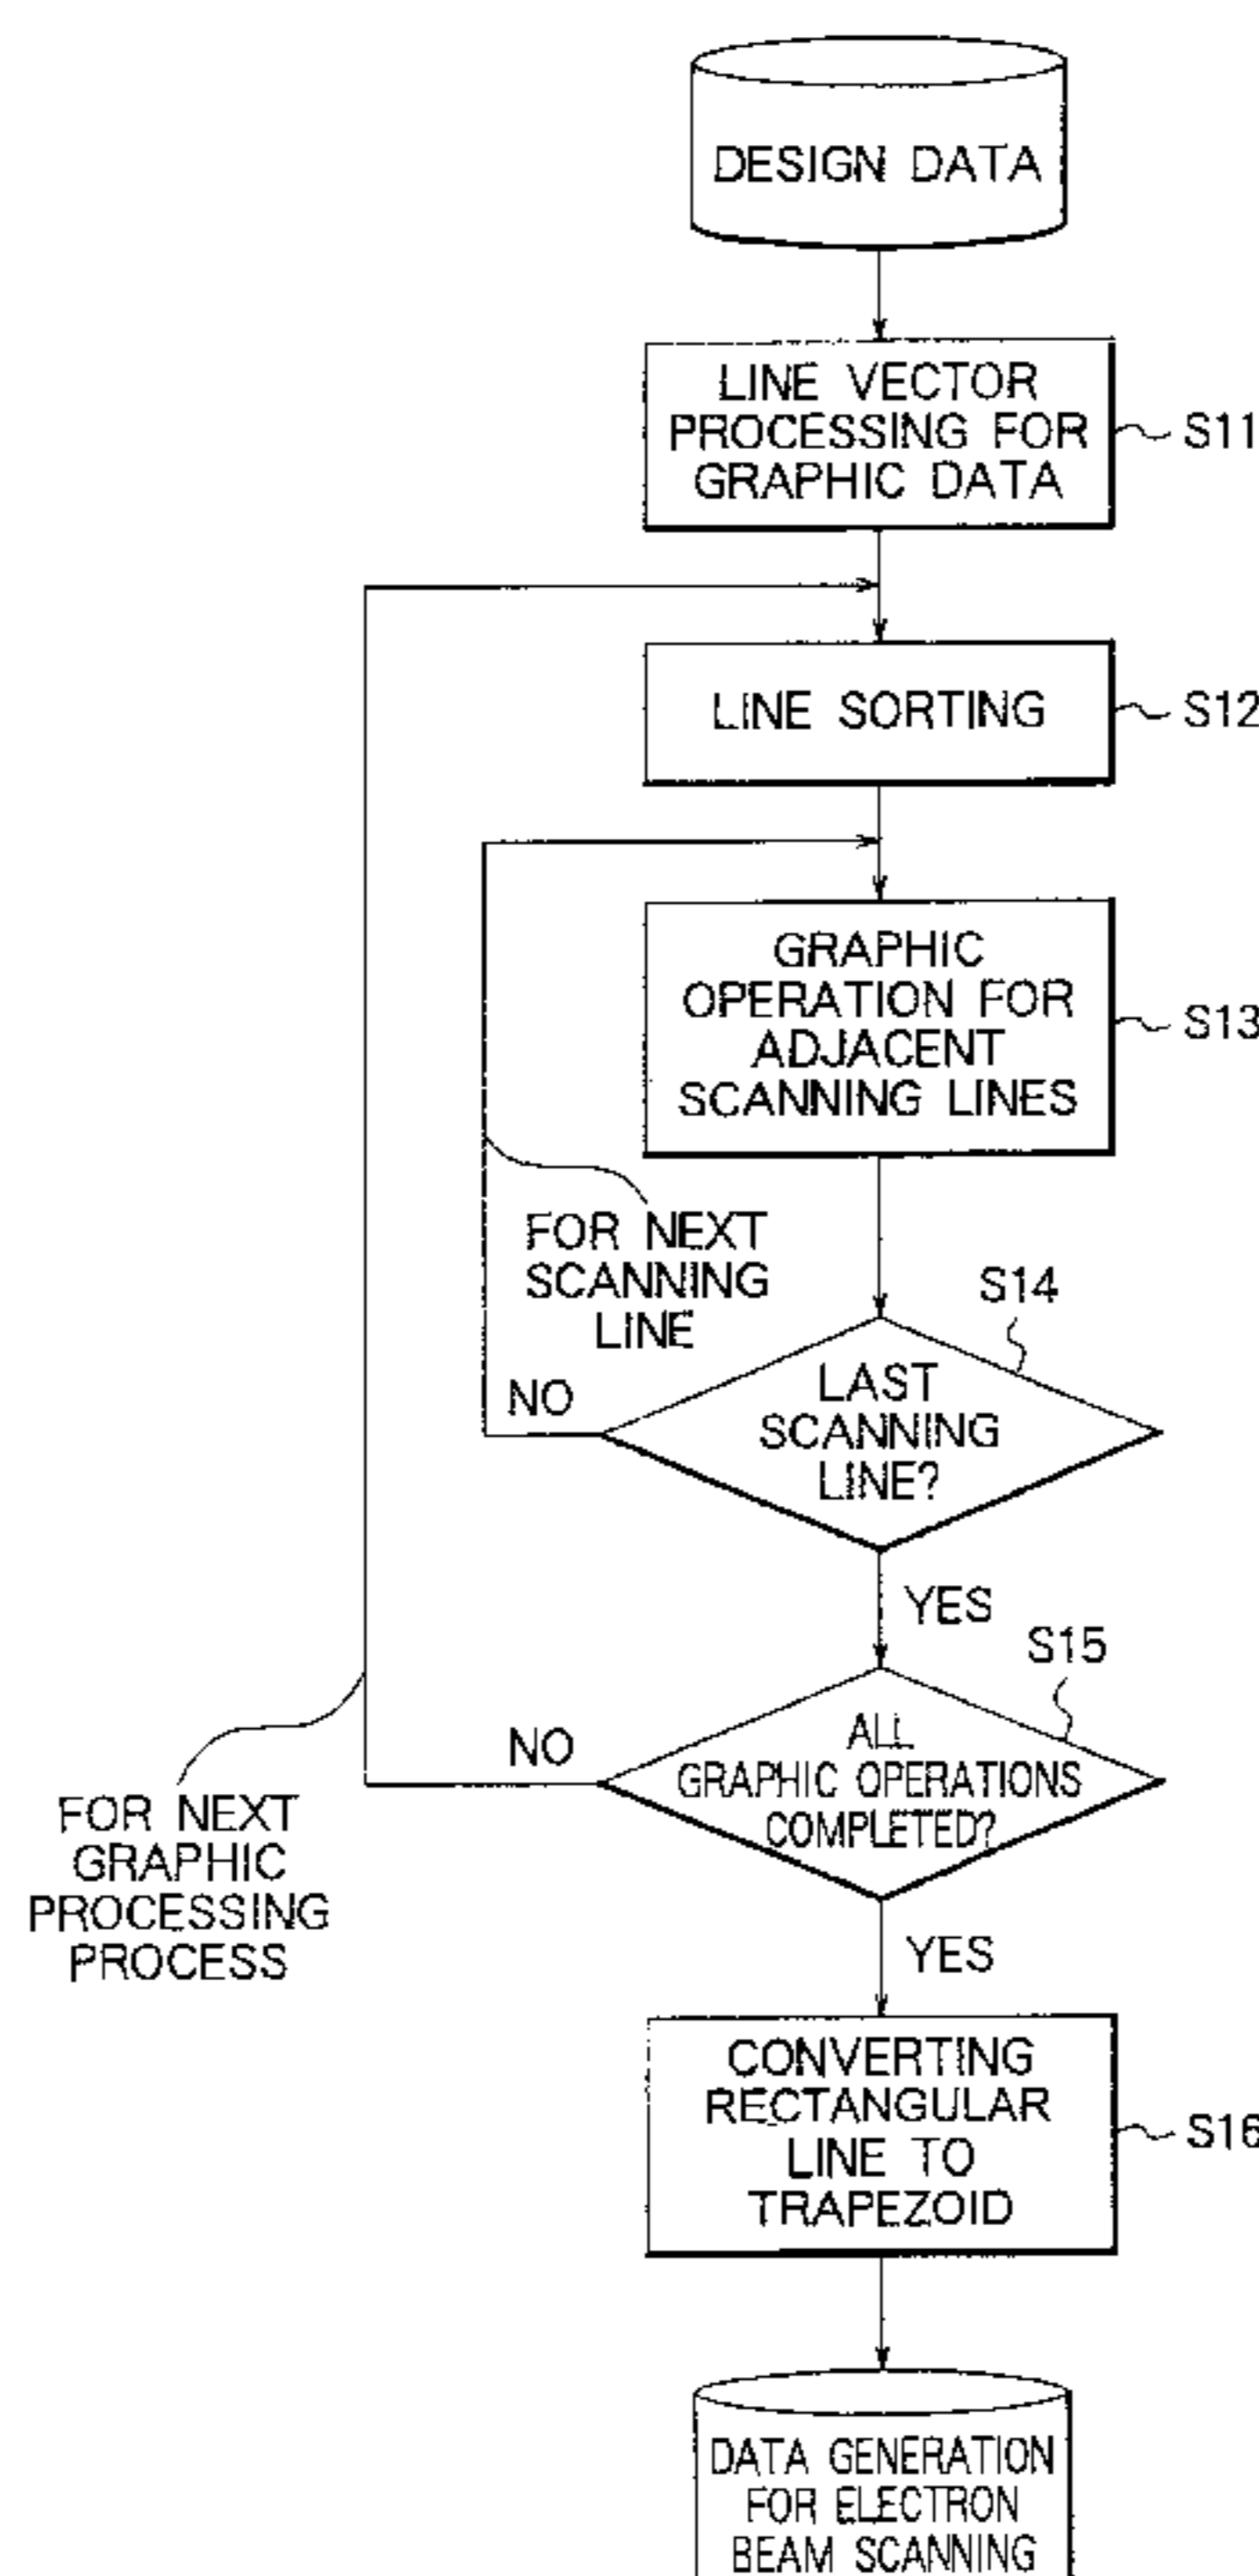 DESIGN DATA
LINE VECTOR
PROCESSING FOR
GRAPHIC DATA
S11
LINE SORTING
S12
GRAPHIC
OPERATION FOR
ADJACENT
SCANNING LINES
S13
FOR NEXT
SCANNING
LINE
S14
NO
LAST
SCANNING
LINE?
YES
S15
NO
ALL
GRAPHIC OPERATIONS
COMPLETED?
FOR NEXT
GRAPHIC
PROCESSING
PROCESS
YES
CONVERTING
RECTANGULAR
LINE TO
TRAPEZOID
S16
DATA GENERATION
FOR ELECTRON
BEAM SCANNING